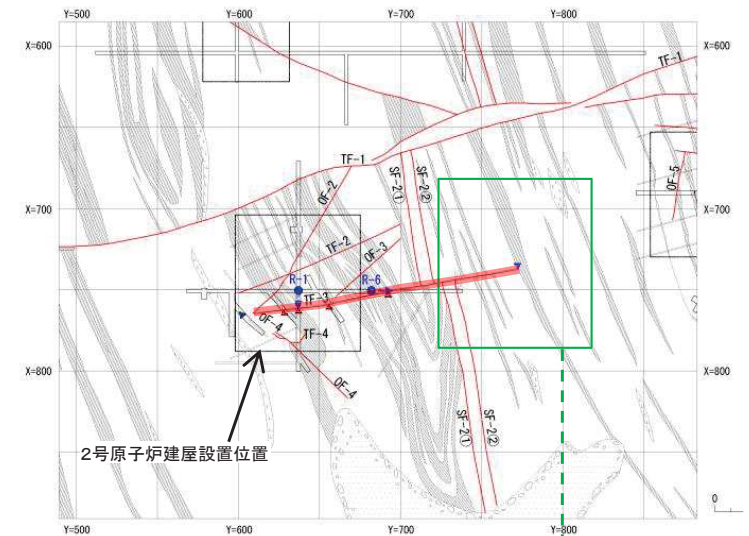 Y=500 Y=600 Y=700 Y=800
X=600 X=600
TF-1
TF-1
OF-2
SF-2①
SF-2②
OF-5
X=700 X=700
TF-2
OF-3
R-1
R-6
TF-3
OF-4
TF-4
OF-4
X=800 X=800
SF-2①
SF-2②
2号原子炉建屋設置位置
0
Y=500 Y=600 Y=700 Y=800